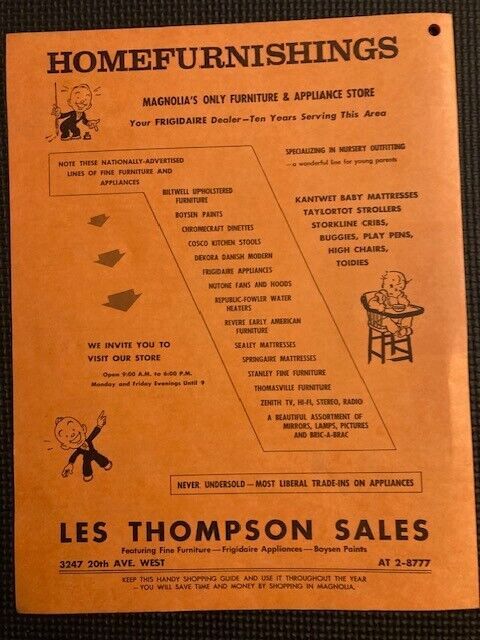 HOMEFURNISHINGS
MAGNOLIA'S ONLY FURNITURE & APPLIANCE STORE
Your FRIGIDAIRE Dealer—Ten Years Serving This Area
NOTE THESE NATIONALLY-ADVERTISED
LINES OF FINE FURNITURE AND
APPLIANCES
BILTWELL UPHOLSTERED
FURNITURE
BOYSEN PAINTS
CHROMECRAFT DINETTES
COSCO KITCHEN STOOLS
DEKORA DANISH MODERN
FRIGIDAIRE APPLIANCES
NUTONE FANS AND HOODS
REPUBLIC-FOWLER WATER
HEATERS
REVERE EARLY AMERICAN
FURNITURE
SEALEY MATTRESSES
SPRINGAIRE MATTRESSES
STANLEY FINE FURNITURE
THOMASVILLE FURNITURE
ZENITH TV, HI-FI, STEREO, RADIO
A BEAUTIFUL ASSORTMENT OF
MIRRORS, LAMPS, PICTURES
AND BRIC-A-BRAC
SPECIALIZING IN NURSERY OUTFITTING
—a wonderful line for young parents
KANTWET BABY MATTRESSES
TAYLORTOT STROLLERS
STORKLINE CRIBS,
BUGGIES, PLAY PENS,
HIGH CHAIRS,
TOIDIES
WE INVITE YOU TO
VISIT OUR STORE
Open 9:00 A.M. to 6:00 P.M.
Monday and Friday Evenings Until 9
NEVER UNDERSOLD—MOST LIBERAL TRADE-INS ON APPLIANCES
LES THOMPSON SALES
Featuring Fine Furniture—Frigidaire Appliances—Boysen Paints
3247 20th AVE. WEST AT 2-8777
KEEP THIS HANDY SHOPPING GUIDE AND USE IT THROUGHOUT THE YEAR
—YOU WILL SAVE TIME AND MONEY BY SHOPPING IN MAGNOLIA.